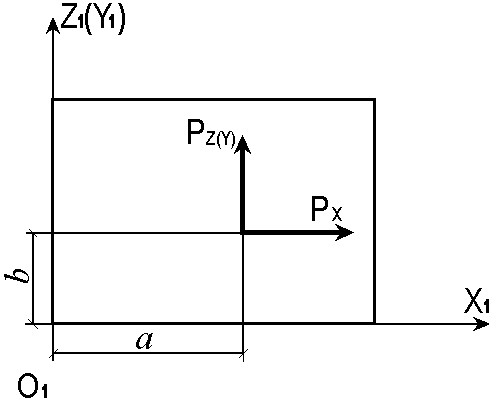 Z₁(Y₁)
P_Z(Y)
P_X
b
X₁
a
O₁